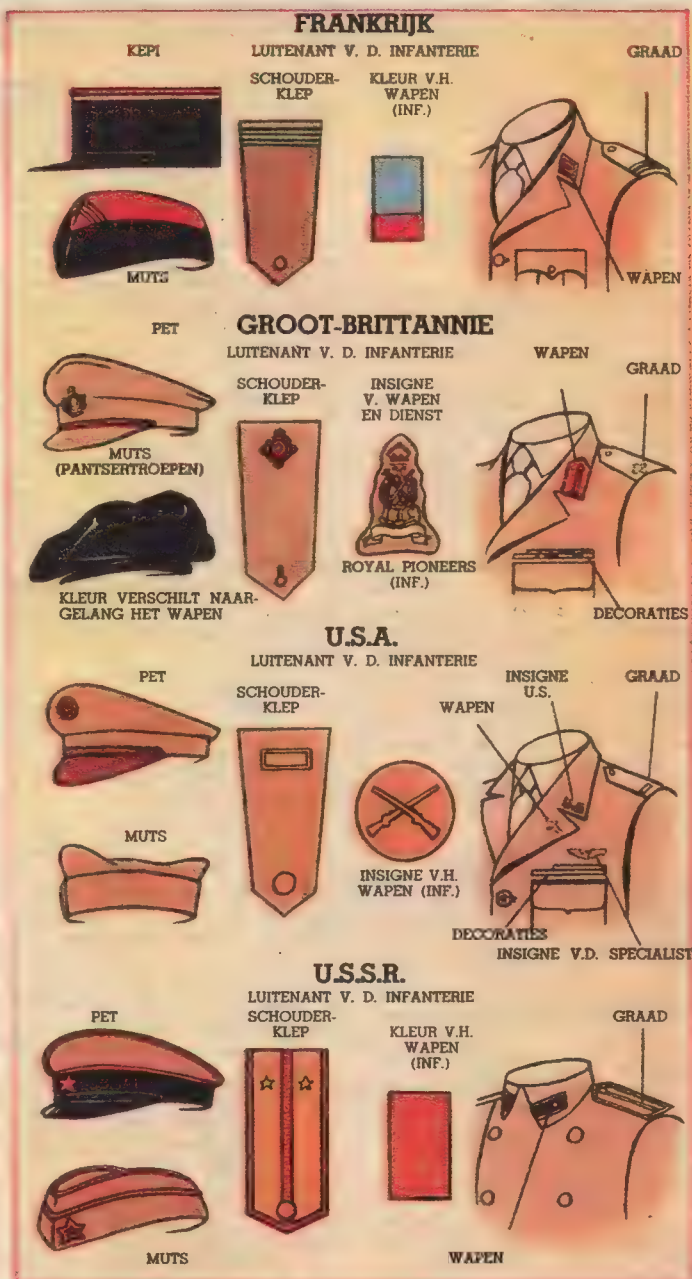 FRANKRIJK
KEPI
LUITENANT V. D. INFANTERIE
GRAAD
SCHOUDER-
KLEP
KLEUR V.H.
WAPEN
(INF.)
MUTS
WAPEN
GROOT-BRITTANNIE
PET
LUITENANT V. D. INFANTERIE
WAPEN
GRAAD
SCHOUDER-
KLEP
INSIGNE
V. WAPEN
EN DIENST
MUTS
(PANTSERTROEPEN)
ROYAL PIONEERS
(INF.)
KLEUR VERSCHILT NAAR-
GELANG HET WAPEN
DECORATIES
U.S.A.
LUITENANT V. D. INFANTERIE
PET
SCHOUDER-
KLEP
WAPEN
INSIGNE
U.S.
GRAAD
MUTS
INSIGNE V.H.
WAPEN (INF.)
DECORATIES
INSIGNE V.D. SPECIALIST
U.S.S.R.
LUITENANT V. D. INFANTERIE
PET
SCHOUDER-
KLEP
KLEUR V.H.
WAPEN
(INF.)
GRAAD
MUTS
WAPEN